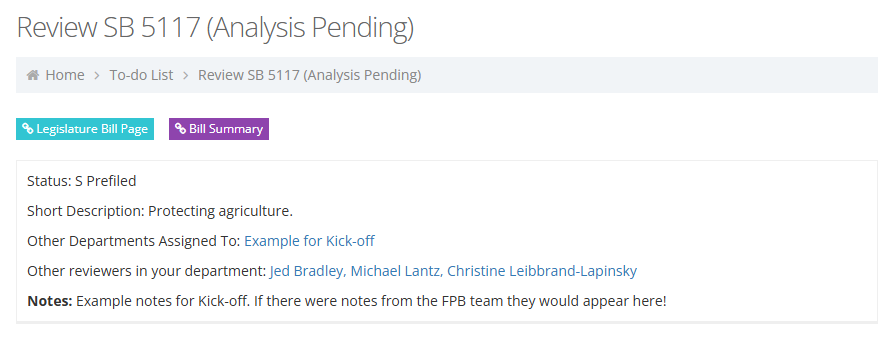 Review SB 5117 (Analysis Pending)
Home > To-do List > Review SB 5117 (Analysis Pending)
Legislature Bill Page Bill Summary
Status: S Prefiled
Short Description: Protecting agriculture.
Other Departments Assigned To: Example for Kick-off
Other reviewers in your department: Jed Bradley, Michael Lantz, Christine Leibbrand-Lapinsky
Notes: Example notes for Kick-off. If there were notes from the FPB team they would appear here!